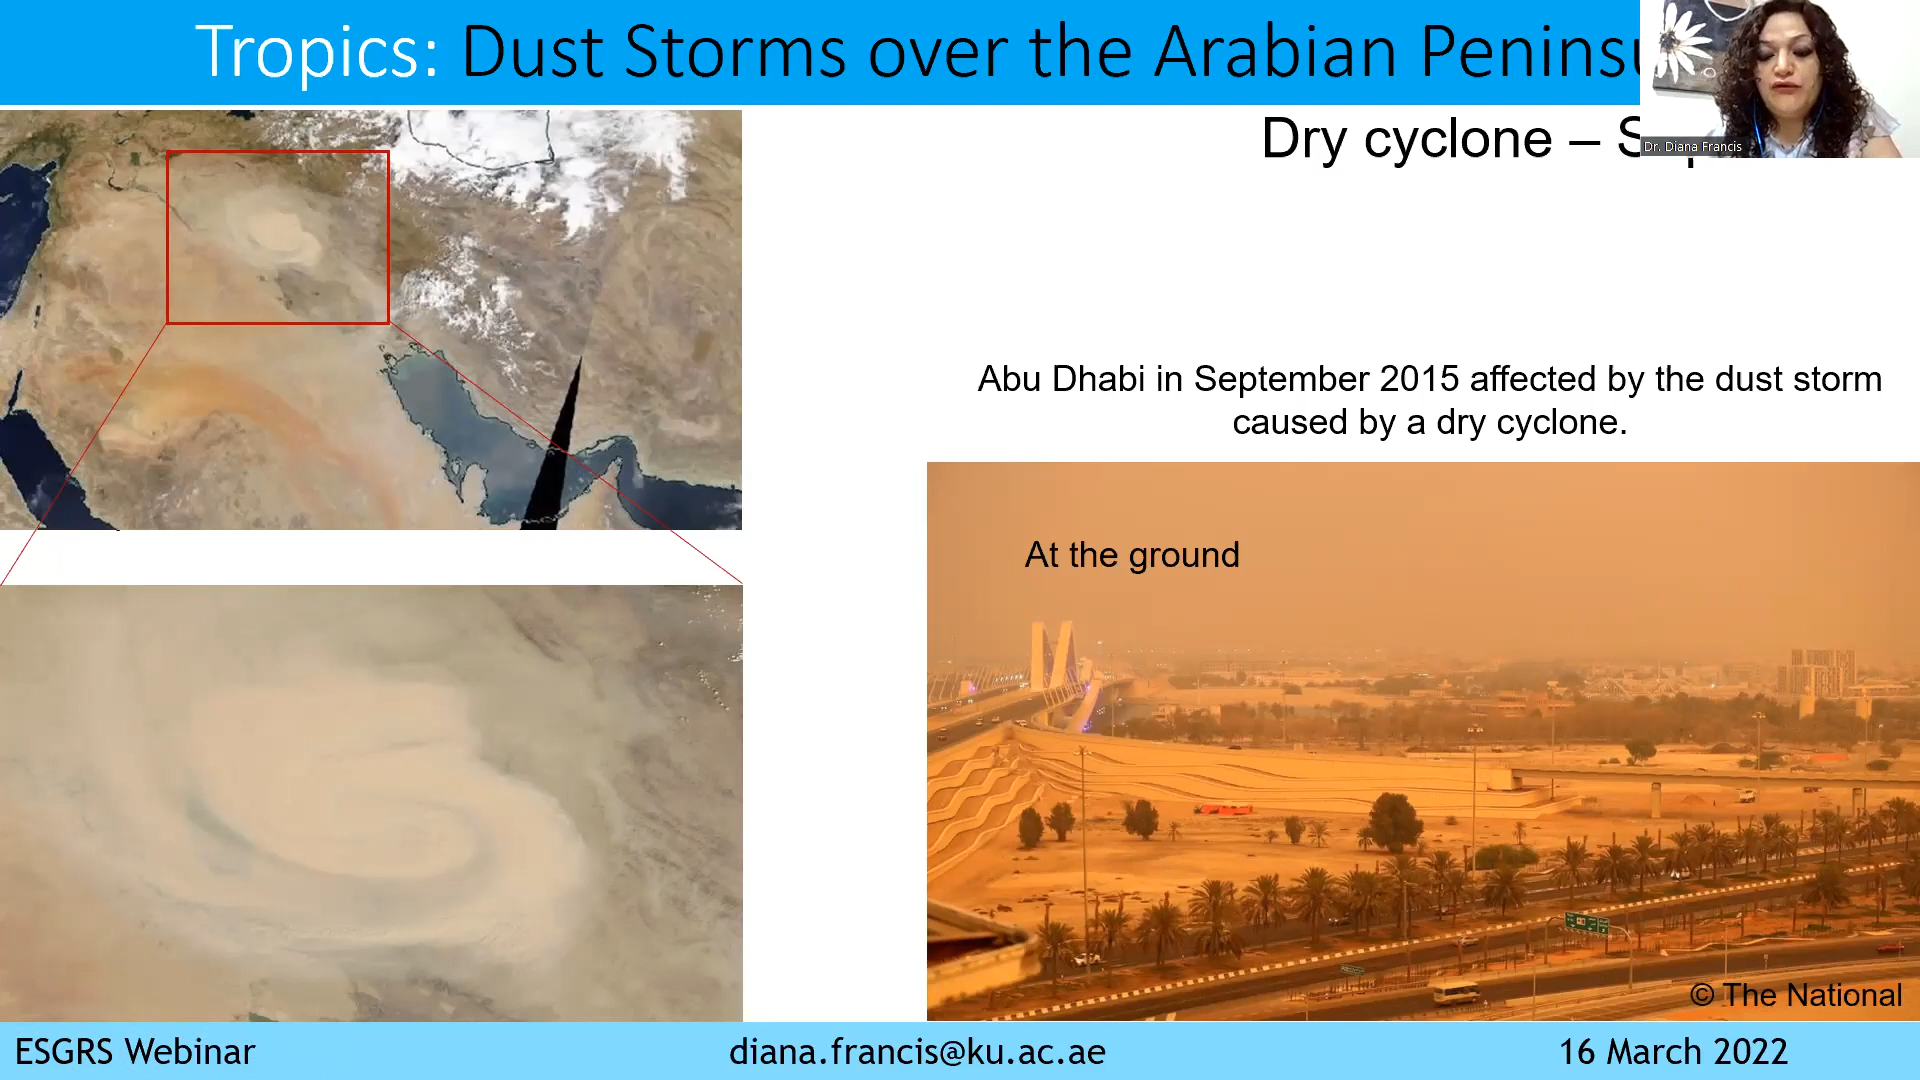 Tropics: Dust Storms over the Arabian
Dr. Diana Francis
Dry cyclone –
Abu Dhabi in September 2015 affected by the dust storm
caused by a dry cyclone.
At the ground
© The National
ESGRS Webinar
diana.francis@ku.ac.ae
16 March 2022